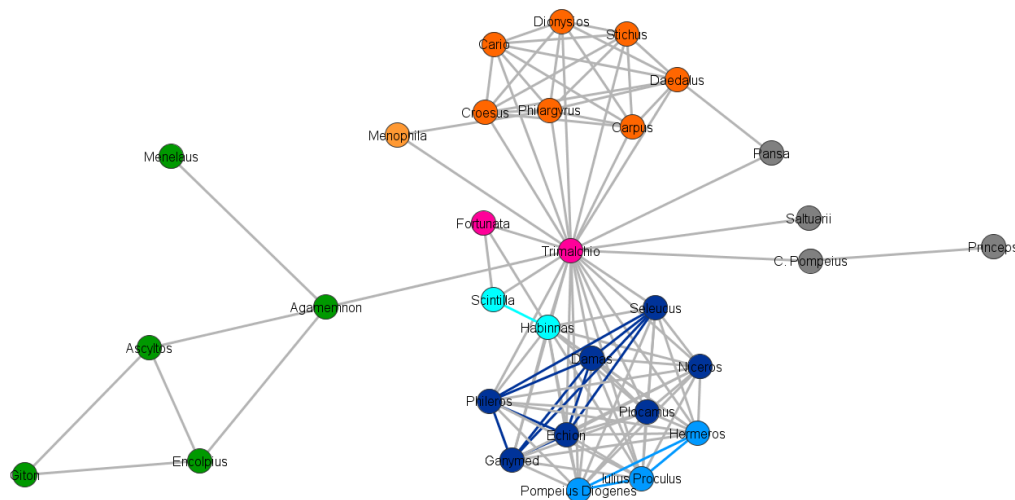 Dionysios
Stichus
Cario
Daedalus
Croesus
Philargyrus
Carpus
Menophila
Menelaus
Pansa
Fortunata
Saltuarii
Trimalchio
C. Pompeius
Princeps
Scintilla
Agamemnon
Seleucus
Habinnas
Ascyltos
Damas
Niceros
Phileros
Plocamus
Echion
Hermeros
Ganymed
Encolpius
Giton
Iulius Proculus
Pompeius Diogenes